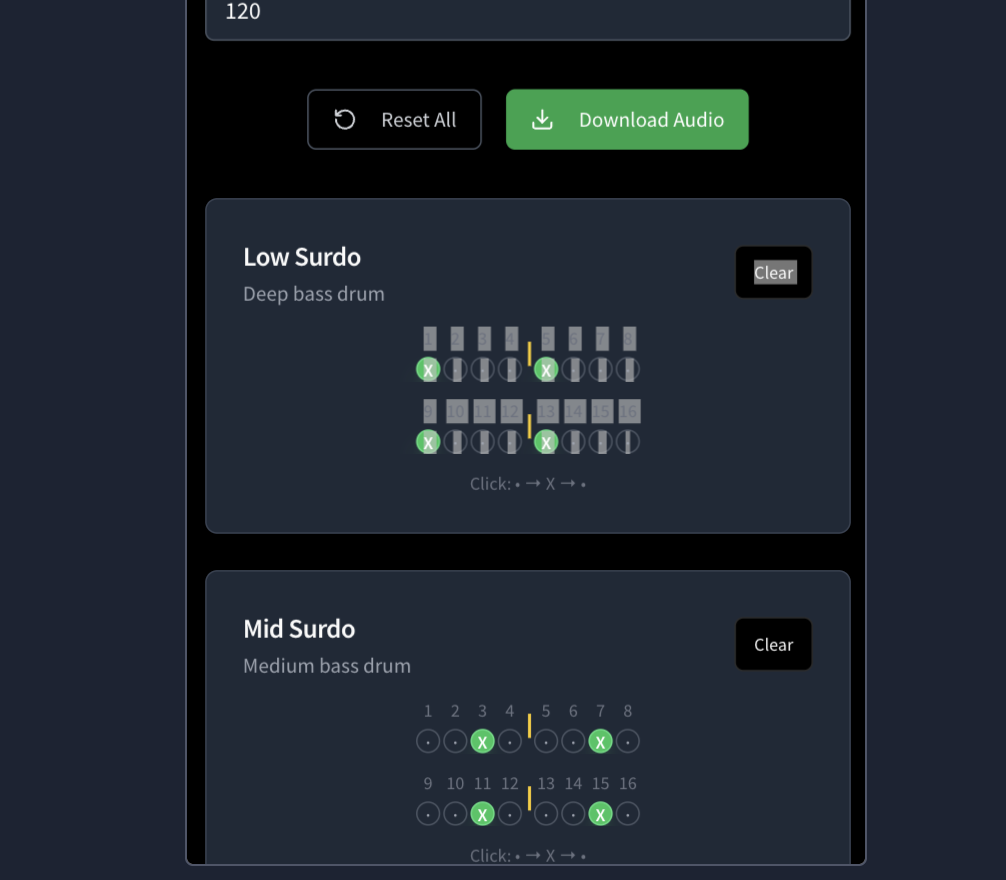 120
Reset All
Download Audio
Low Surdo
Clear
Deep bass drum
1 2 3 4 5 6 7 8
X · · · X · · ·
9 10 11 12 13 14 15 16
X · · · X · · ·
Click: • → X → •
Mid Surdo
Clear
Medium bass drum
1 2 3 4 5 6 7 8
· · X · · · X ·
9 10 11 12 13 14 15 16
· · X · · · X ·
Click: • → X → •